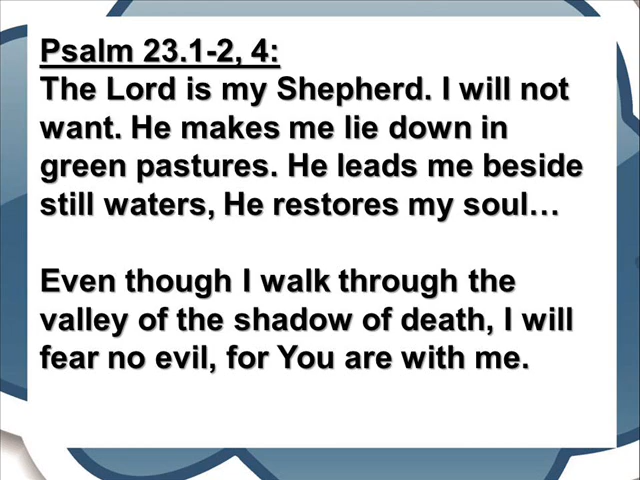 Psalm 23.1-2, 4:
The Lord is my Shepherd. I will not
want. He makes me lie down in
green pastures. He leads me beside
still waters, He restores my soul…
Even though I walk through the
valley of the shadow of death, I will
fear no evil, for You are with me.